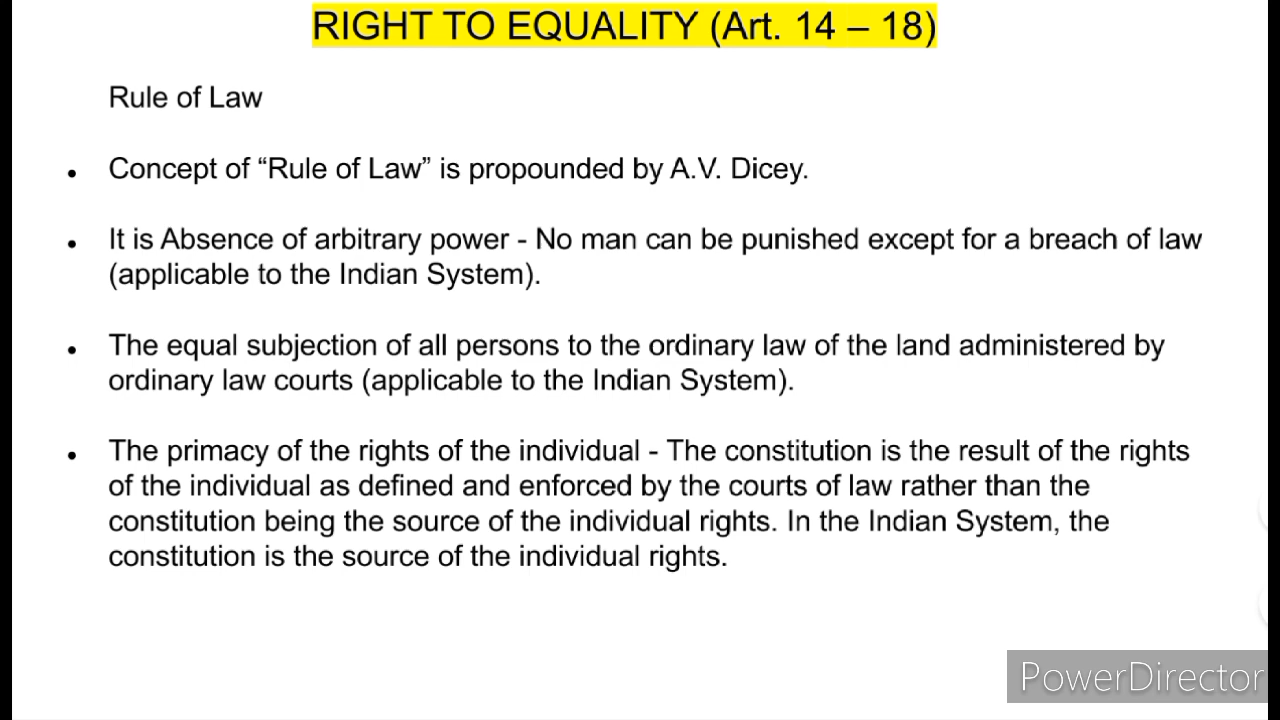 RIGHT TO EQUALITY (Art. 14 – 18)
Rule of Law
• Concept of “Rule of Law” is propounded by A.V. Dicey.
• It is Absence of arbitrary power - No man can be punished except for a breach of law
(applicable to the Indian System).
• The equal subjection of all persons to the ordinary law of the land administered by
ordinary law courts (applicable to the Indian System).
• The primacy of the rights of the individual - The constitution is the result of the rights
of the individual as defined and enforced by the courts of law rather than the
constitution being the source of the individual rights. In the Indian System, the
constitution is the source of the individual rights.
PowerDirector